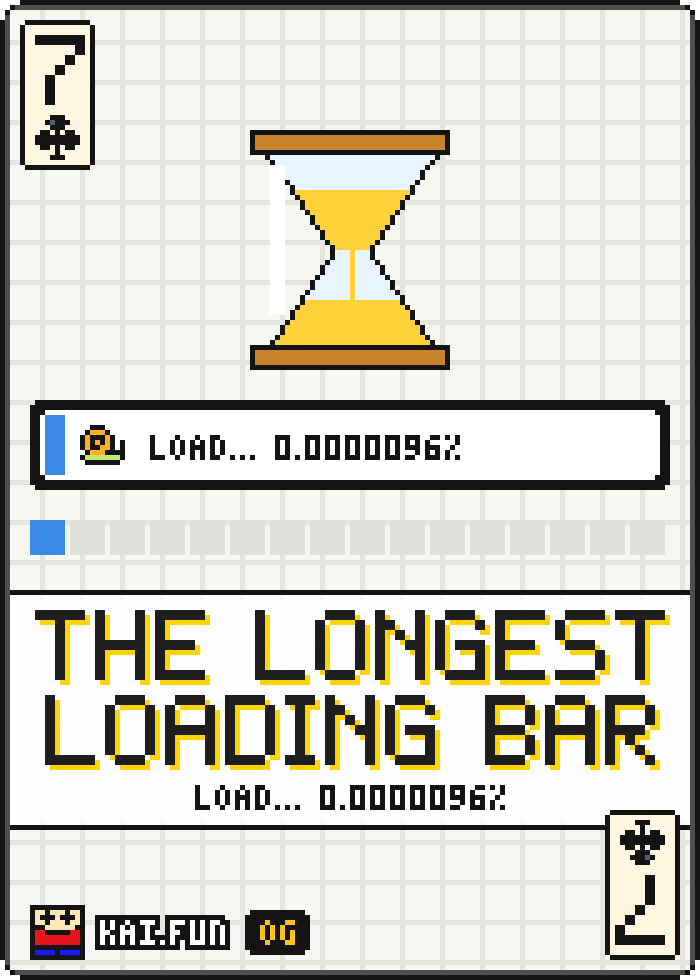 7
LOAD... 0.0000096%
THE LONGEST
LOADING BAR
LOAD... 0.0000096%
KAI.FUN OG
7